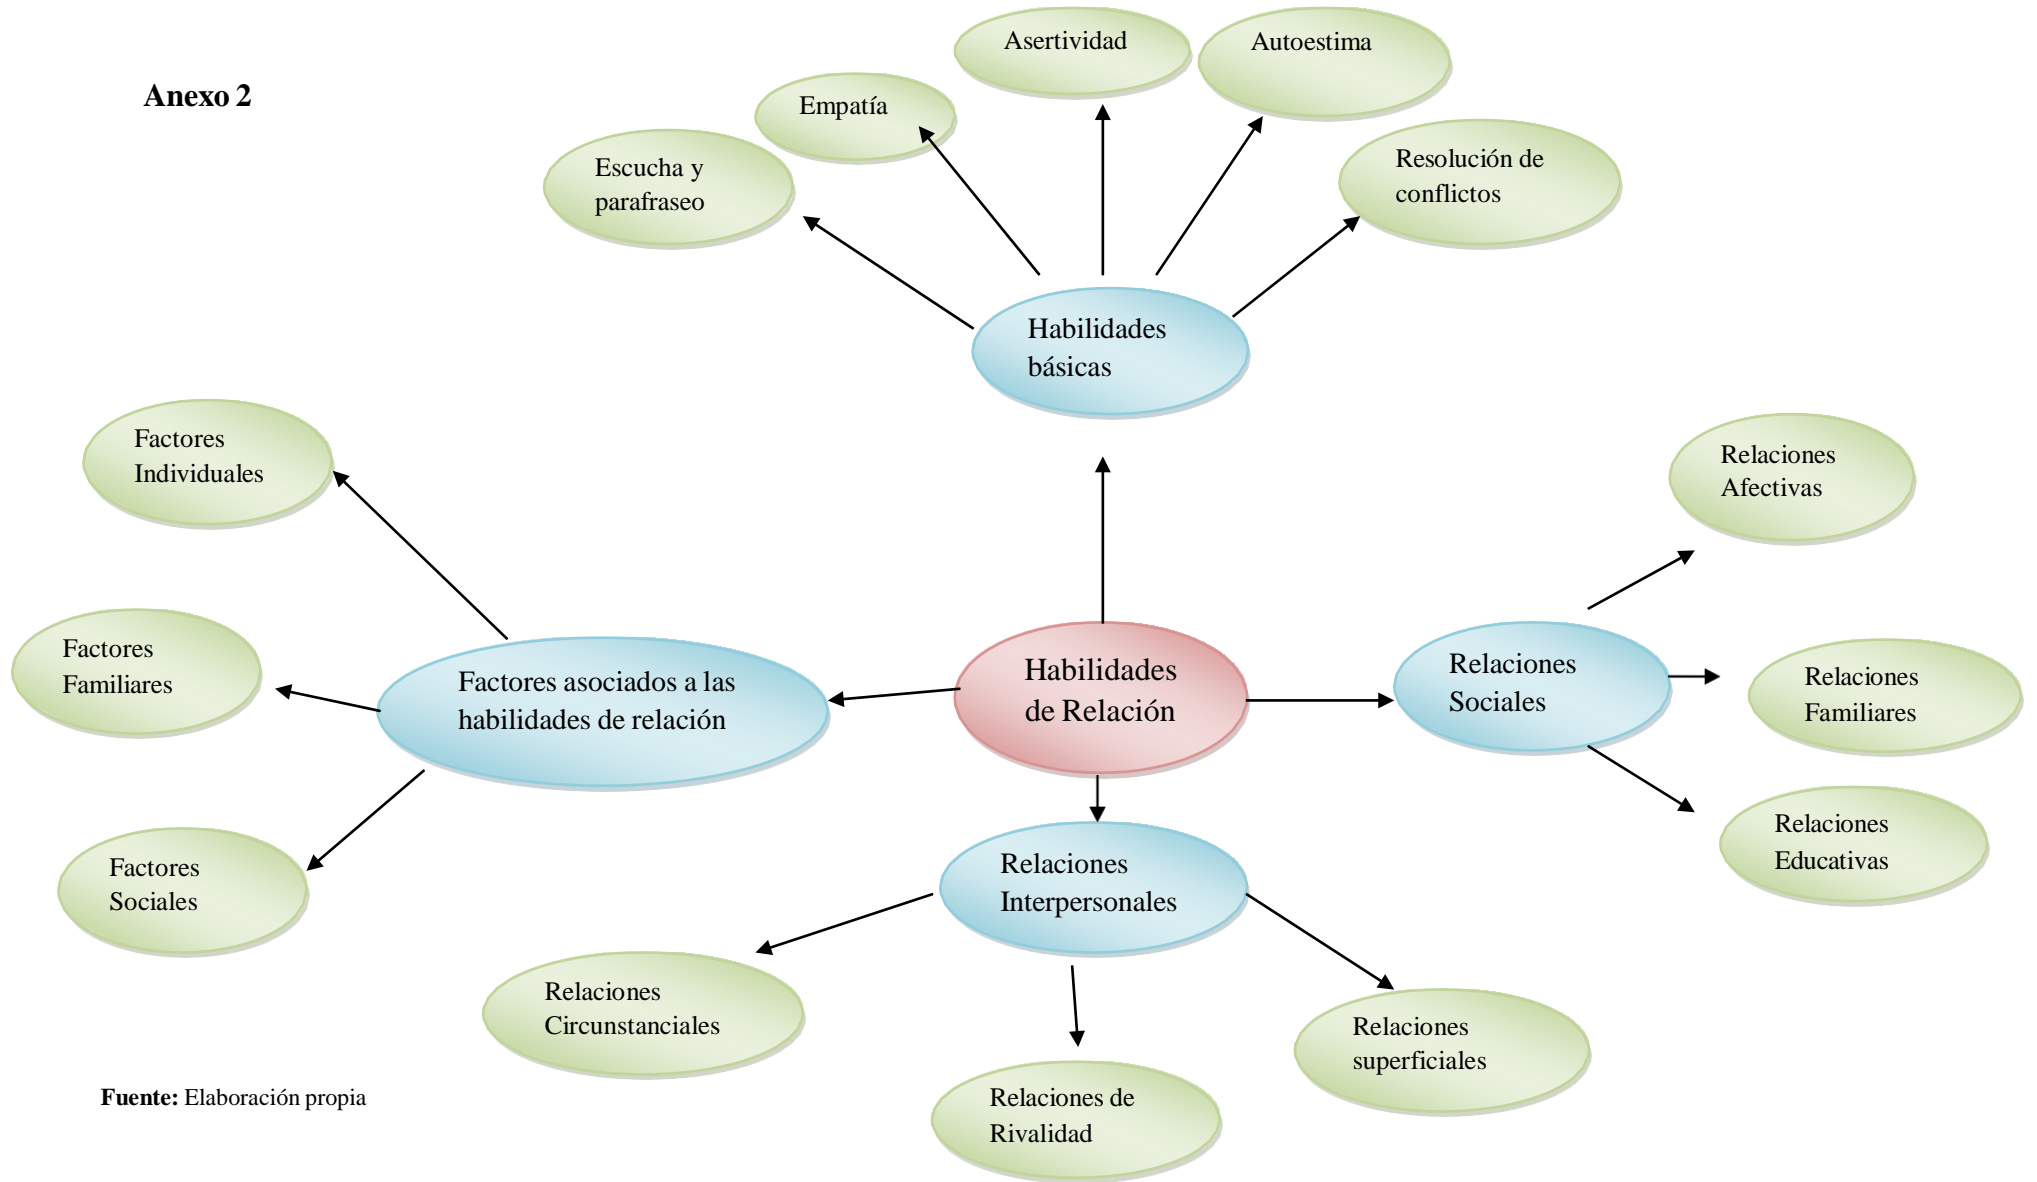 Anexo 2
Asertividad
Autoestima
Empatía
Escucha y
parafraseo
Resolución de
conflictos
Habilidades
básicas
Factores
Individuales
Relaciones
Afectivas
Factores
Familiares
Factores asociados a las
habilidades de relación
Habilidades
de Relación
Relaciones
Sociales
Relaciones
Familiares
Factores
Sociales
Relaciones
Interpersonales
Relaciones
Educativas
Relaciones
Circunstanciales
Relaciones de
Rivalidad
Relaciones
superficiales
Fuente: Elaboración propia